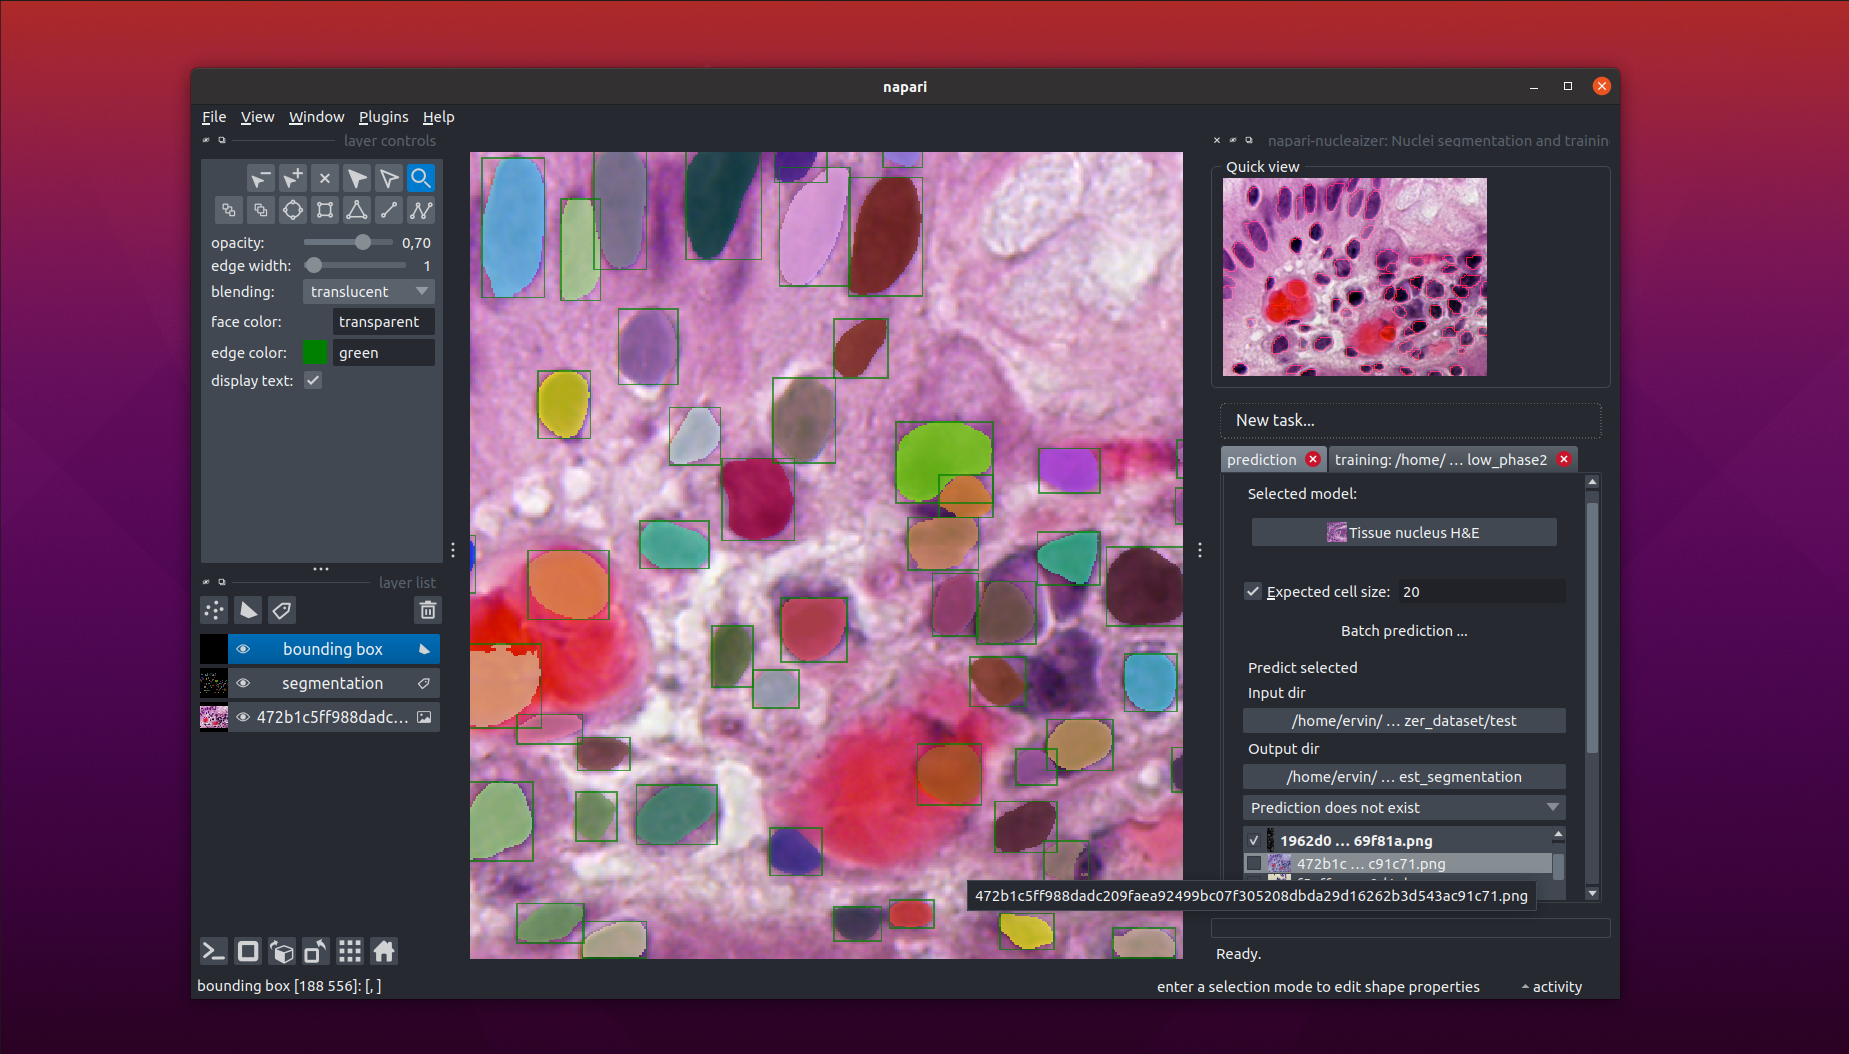 napari
File View Window Plugins Help
layer controls
opacity: 0,70
edge width: 1
blending: translucent
face color: transparent
edge color: green
display text:
layer list
bounding box
segmentation
472b1c5ff988dadc...
napari-nucleaizer: Nuclei segmentation and trainin
Quick view
New task...
prediction
training: /home/ ... low_phase2
Selected model:
Tissue nucleus H&E
Expected cell size: 20
Batch prediction ...
Predict selected
Input dir
/home/ervin/ ... zer_dataset/test
Output dir
/home/ervin/ ... est_segmentation
Prediction does not exist
1962d0 ... 69f81a.png
472b1c ... c91c71.png
472b1c5ff988dadc209faea92499bc07f305208dbda29d16262b3d543ac91c71.png
Ready.
bounding box [188 556]: [, ]
enter a selection mode to edit shape properties
activity